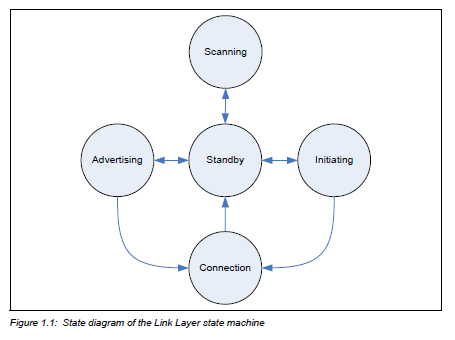 Scanning
Advertising
Standby
Initiating
Connection
Figure 1.1: State diagram of the Link Layer state machine